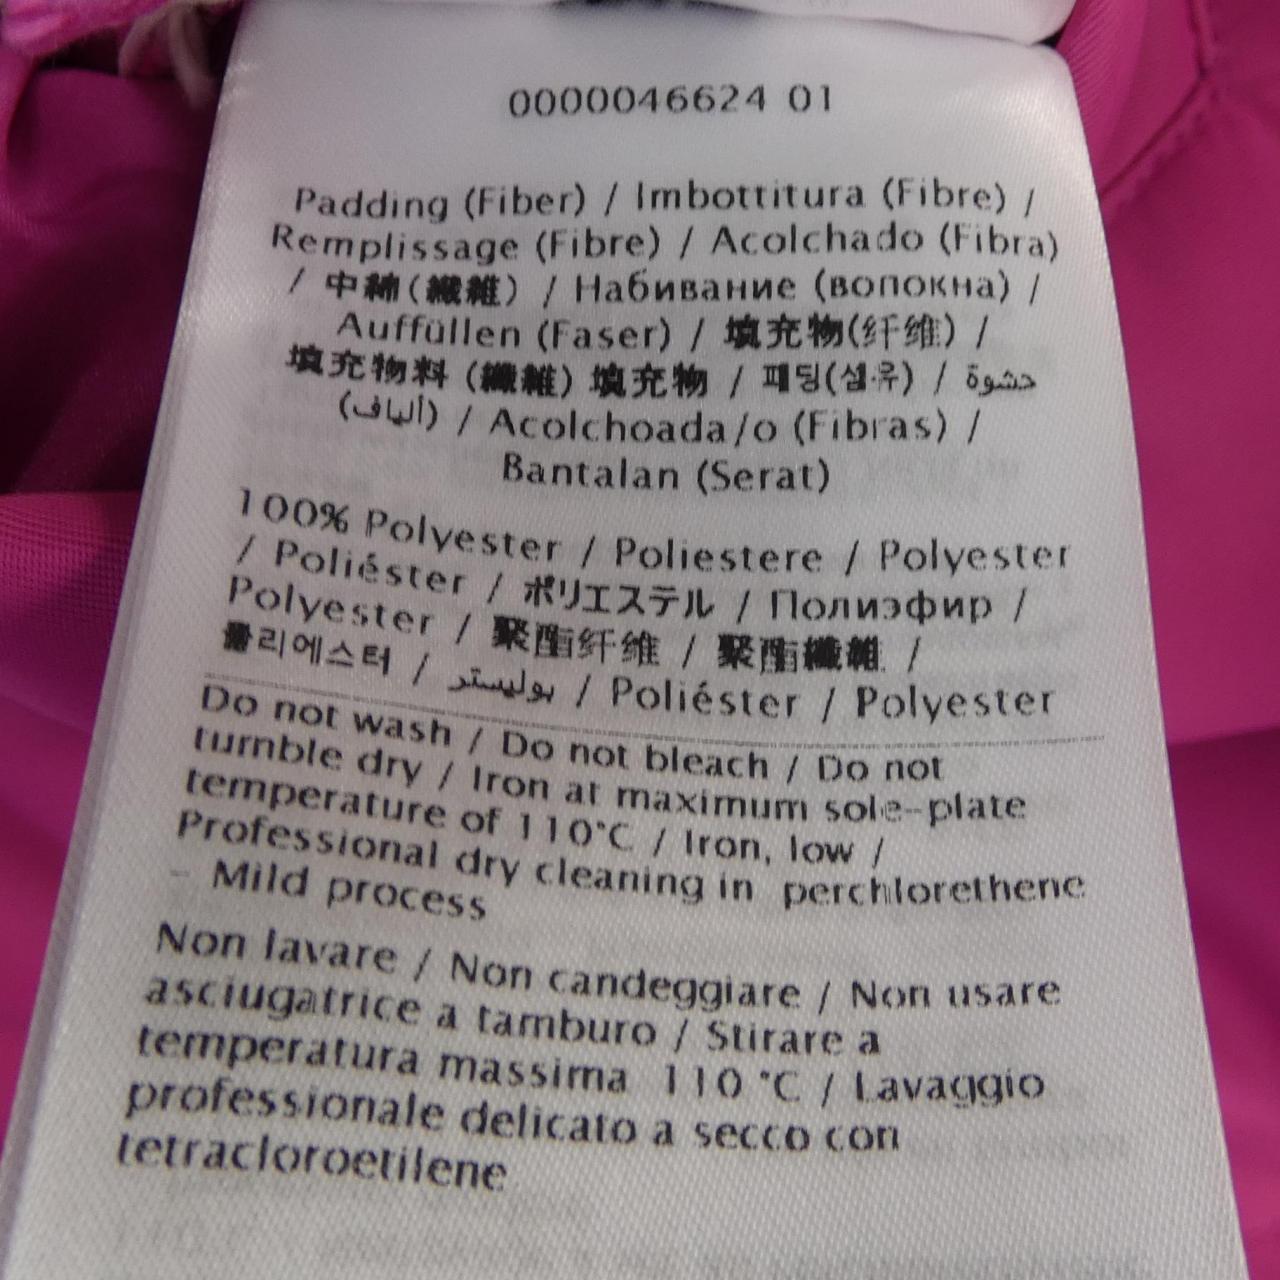 0000046624 01
Padding (Fiber) / Imbottitura (Fibre) /
Remplissage (Fibre) / Acolchado (Fibra)
/ 中綿(繊維) / Набивание (волокна) /
Auffüllen (Faser) / 填充物(纤维) /
填充物料 (纖維) 填充物 / 패딩(섬유) / حشوة
(ألياف) / Acolchoada/o (Fibras) /
Bantalan (Serat)
100% Polyester / Poliestere / Polyester
/ Poliéster / ポリエステル / Полиэфир /
Polyester / 聚酯纤维 / 聚酯纖維 /
폴리에스터 / بوليستر / Poliéster / Polyester
Do not wash / Do not bleach / Do not
tumble dry / Iron at maximum sole-plate
temperature of 110°C / Iron, low /
Professional dry cleaning in perchlorethene
- Mild process
Non lavare / Non candeggiare / Non usare
asciugatrice a tamburo / Stirare a
temperatura massima 110 °C / Lavaggio
professionale delicato a secco con
tetracloroetilene